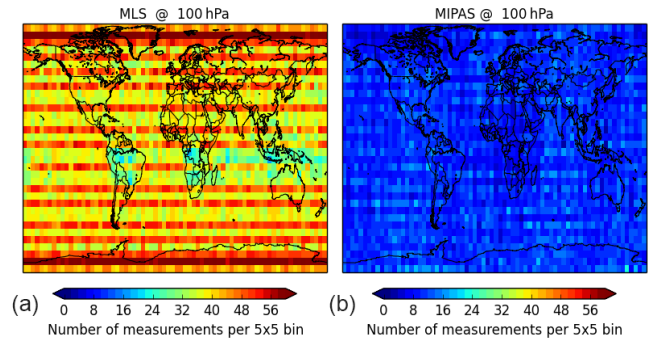 MLS @ 100 hPa
MIPAS @ 100 hPa
(a)
0 8 16 24 32 40 48 56
Number of measurements per 5x5 bin
(b)
0 8 16 24 32 40 48 56
Number of measurements per 5x5 bin